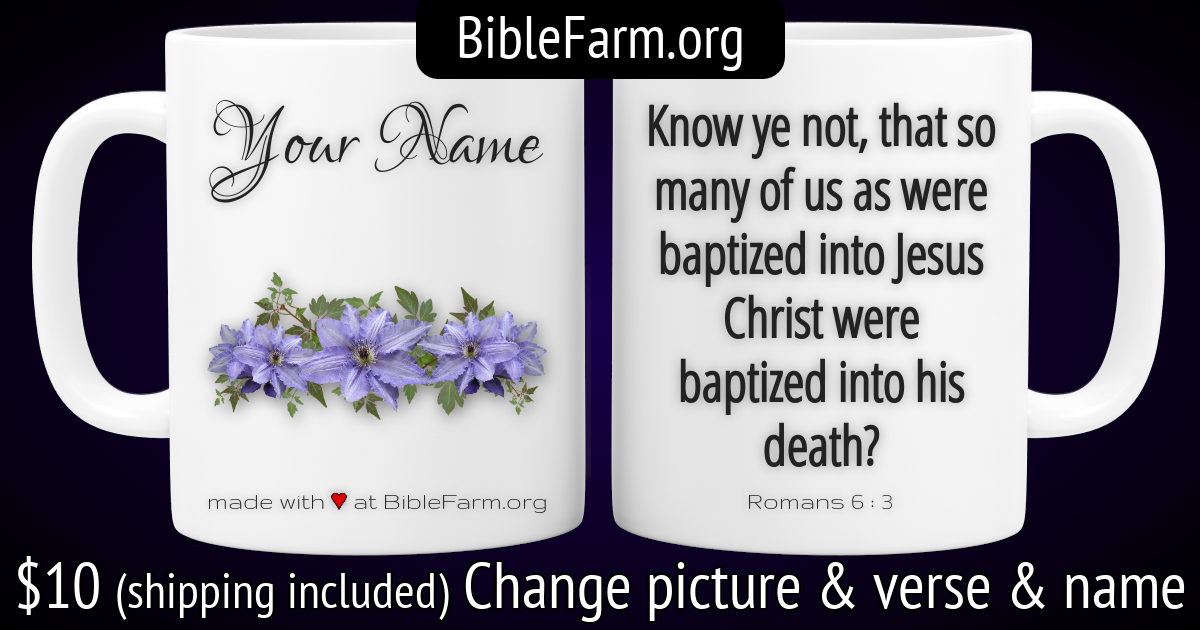 BibleFarm.org
Your Name
made with ♥ at BibleFarm.org
Know ye not, that so
many of us as were
baptized into Jesus
Christ were
baptized into his
death?
Romans 6 : 3
$10 (shipping included) Change picture & verse & name